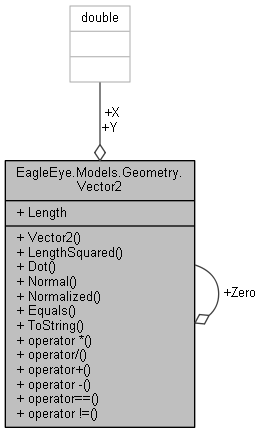 double
+X
+Y
EagleEye.Models.Geometry.
Vector2
+ Length
+ Vector2()
+ LengthSquared()
+ Dot()
+ Normal()
+ Normalized()
+ Equals()
+ ToString()
+ operator *()
+ operator/()
+ operator+()
+ operator -()
+ operator==()
+ operator !=()
+Zero